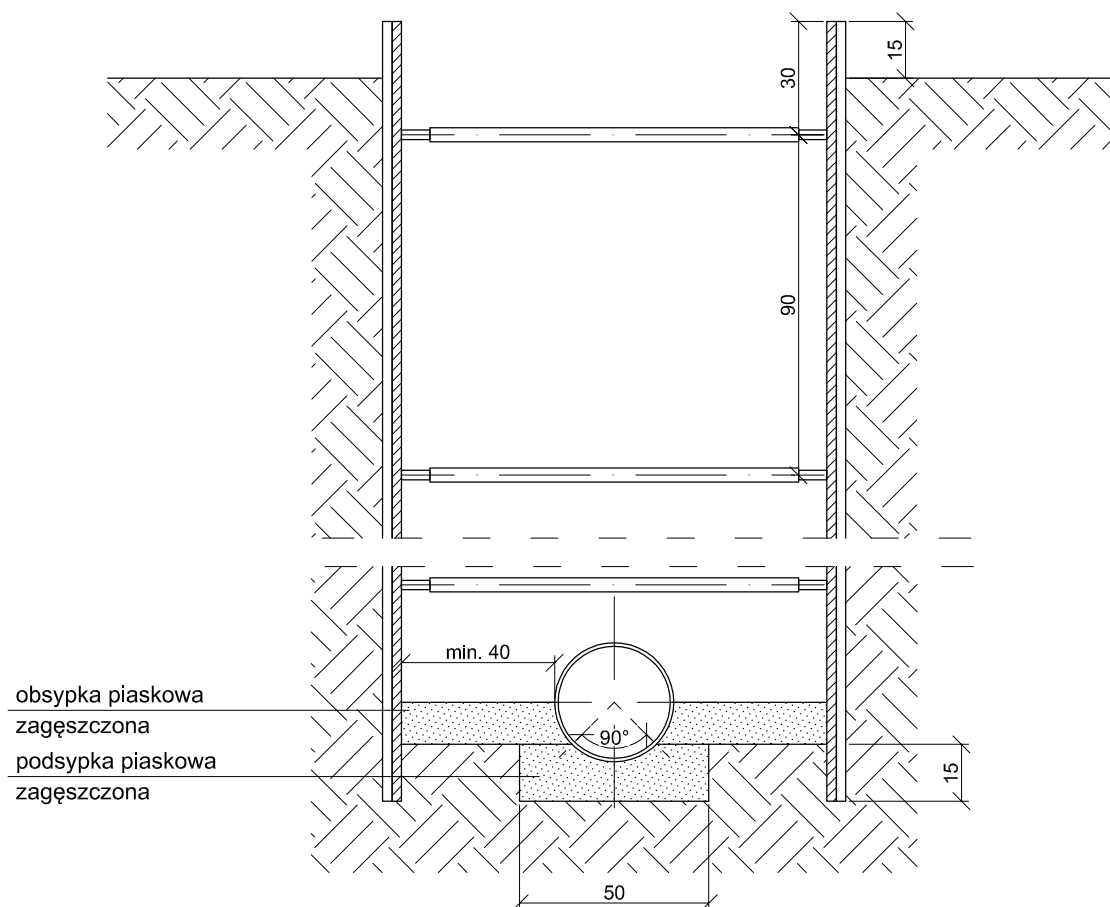 15
30
90
min. 40
obsypka piaskowa
zagęszczona
90°
podsypka piaskowa
zagęszczona
15
50